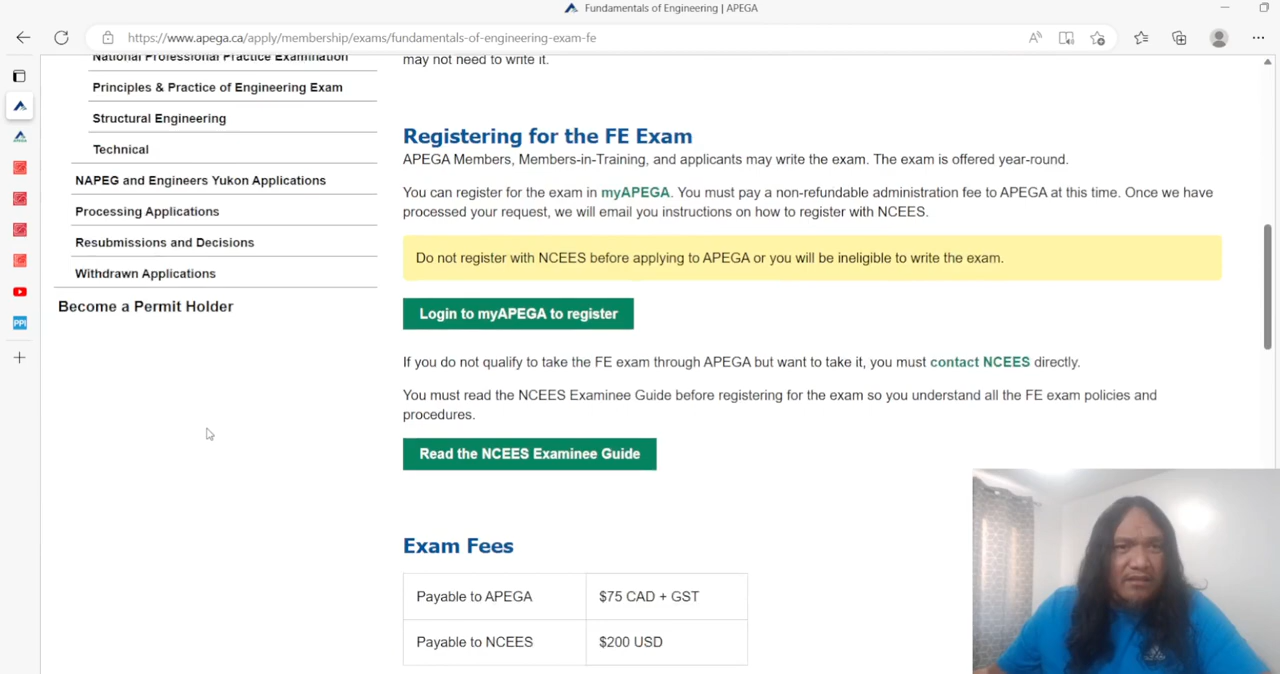 Fundamentals of Engineering | APEGA
https://www.apega.ca/apply/membership/exams/fundamentals-of-engineering-exam-fe
National Professional Practice Examination
Principles & Practice of Engineering Exam
Structural Engineering
Technical
NAPEG and Engineers Yukon Applications
Processing Applications
Resubmissions and Decisions
Withdrawn Applications
Become a Permit Holder
may not need to write it.
Registering for the FE Exam
APEGA Members, Members-in-Training, and applicants may write the exam. The exam is offered year-round.
You can register for the exam in myAPEGA. You must pay a non-refundable administration fee to APEGA at this time. Once we have
processed your request, we will email you instructions on how to register with NCEES.
Do not register with NCEES before applying to APEGA or you will be ineligible to write the exam.
Login to myAPEGA to register
If you do not qualify to take the FE exam through APEGA but want to take it, you must contact NCEES directly.
You must read the NCEES Examinee Guide before registering for the exam so you understand all the FE exam policies and
procedures.
Read the NCEES Examinee Guide
Exam Fees
Payable to APEGA $75 CAD + GST
Payable to NCEES $200 USD
PPI